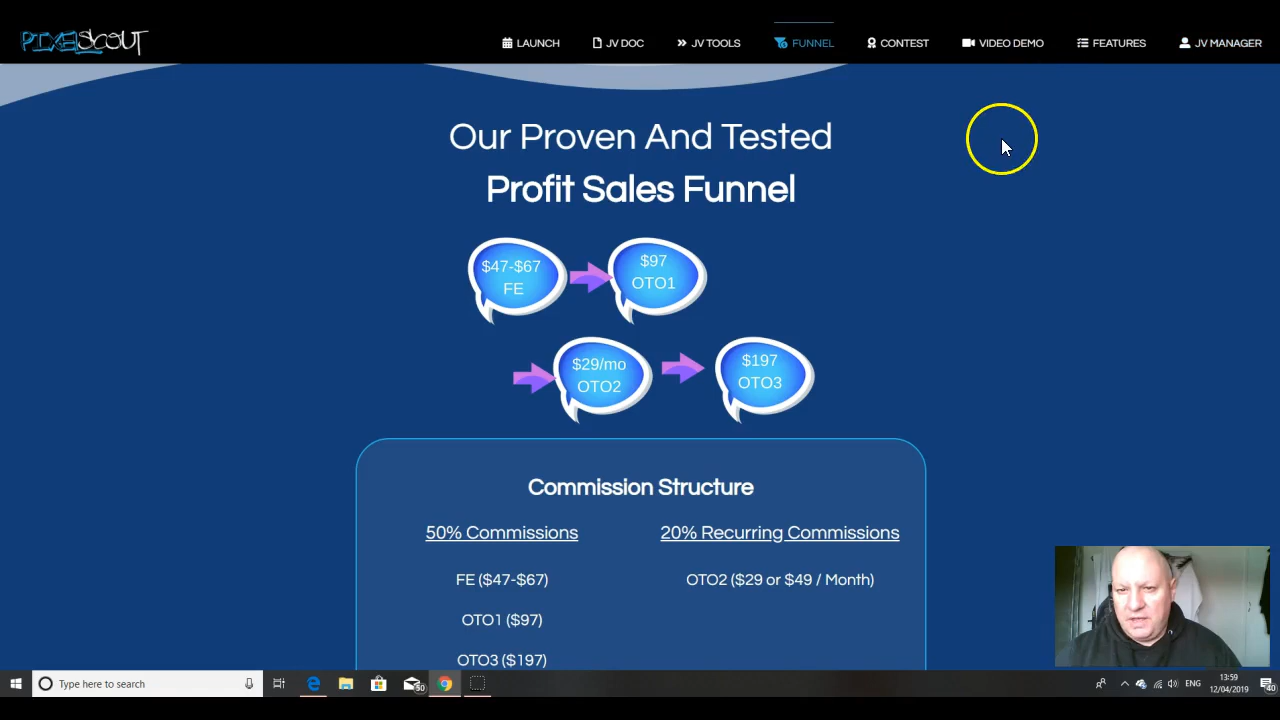 PIXELSCOUT
LAUNCH
JV DOC
JV TOOLS
FUNNEL
CONTEST
VIDEO DEMO
FEATURES
JV MANAGER
Our Proven And Tested
Profit Sales Funnel
$47-$67
FE
$97
OTO1
$29/mo
OTO2
$197
OTO3
Commission Structure
50% Commissions
20% Recurring Commissions
FE ($47-$67)
OTO2 ($29 or $49 / Month)
OTO1 ($97)
OTO3 ($197)
Type here to search
50
ENG
13:59
12/04/2019
40